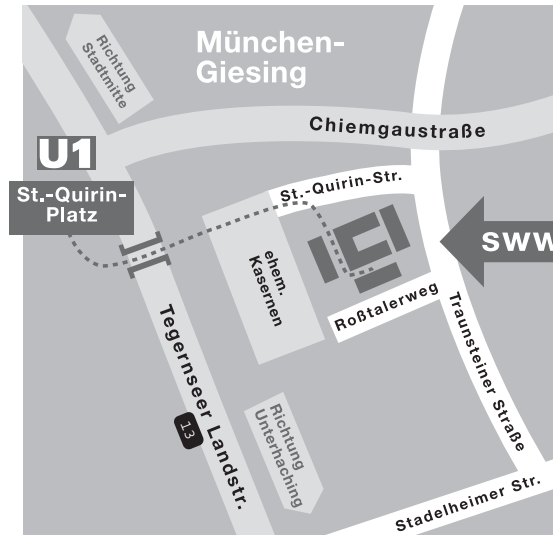 Richtung
Stadtmitte
München-
Giesing
Chiemgaustraße
U1
St.-Quirin-
Platz
St.-Quirin-Str.
ehem.
Kasernen
SWW
Roßtalerweg
Tegernseer Landstr.
13
Traunsteiner Straße
Richtung
Unterhaching
Stadelheimer Str.